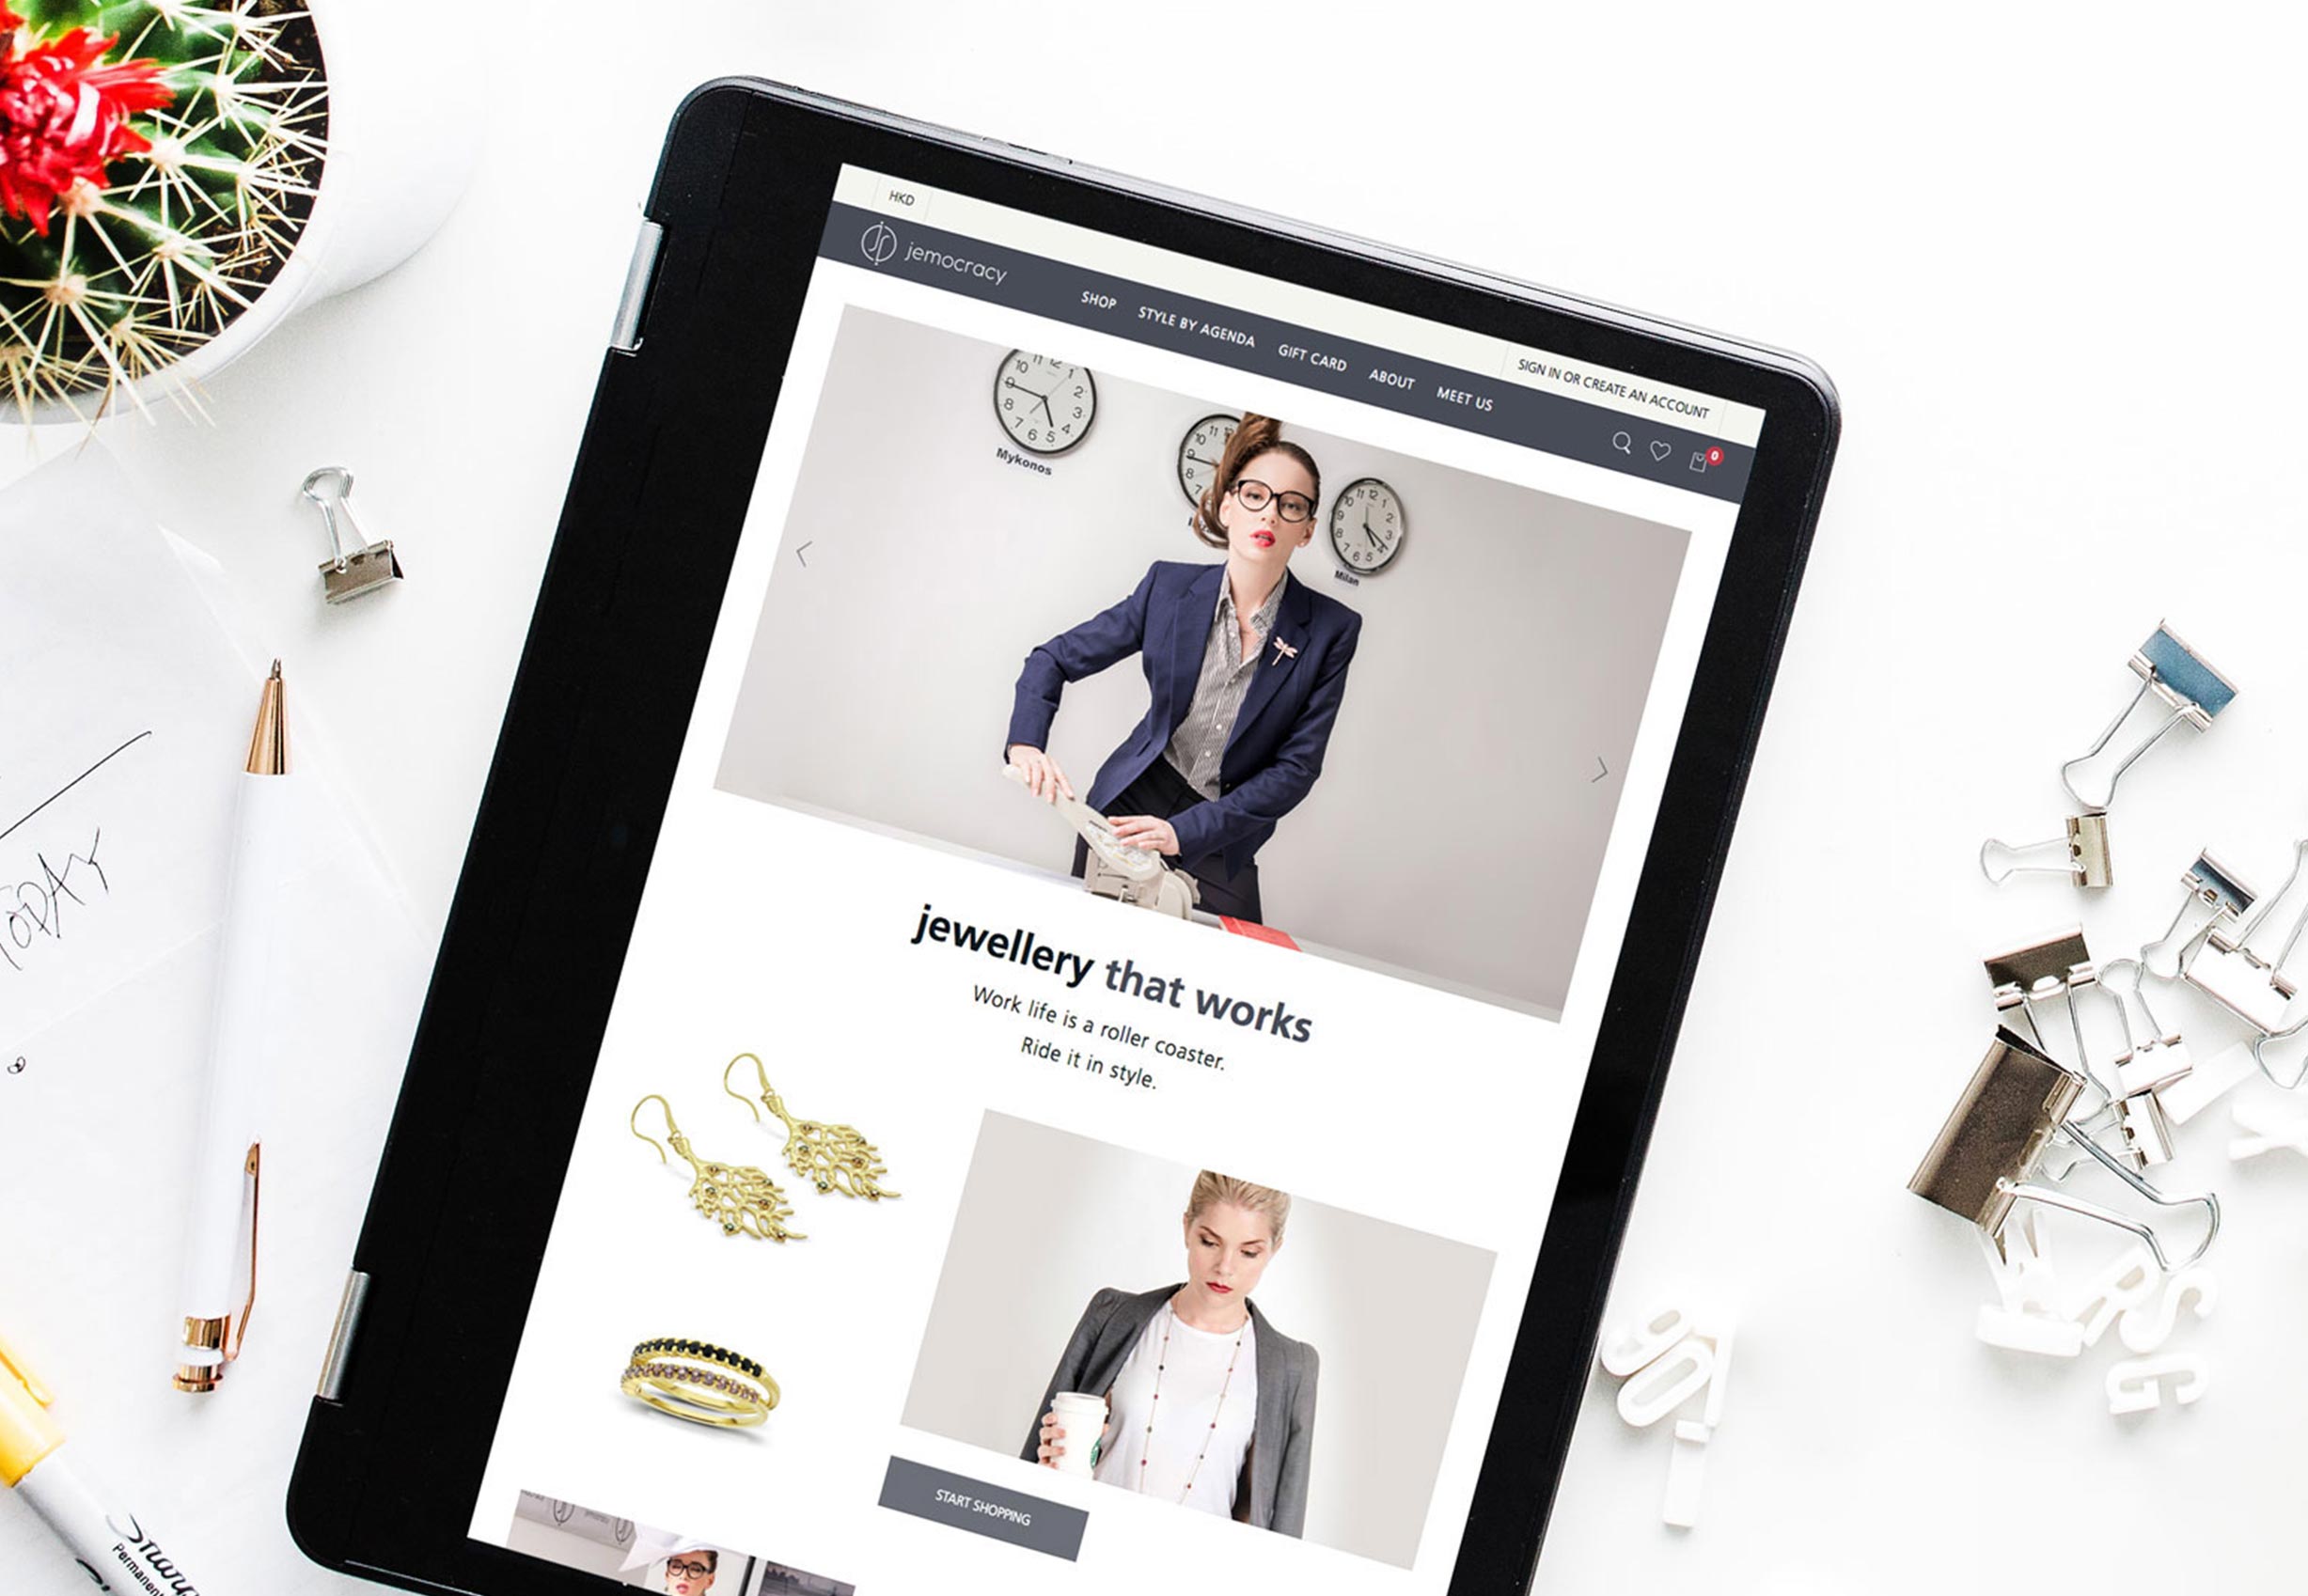 HKD
SIGN IN OR CREATE AN ACCOUNT
jemocracy
SHOP STYLE BY AGENDA GIFT CARD ABOUT MEET US
0
Mykonos
Milan
jewellery that works
Work life is a roller coaster.
Ride it in style.
START SHOPPING
TODAY
Permanent